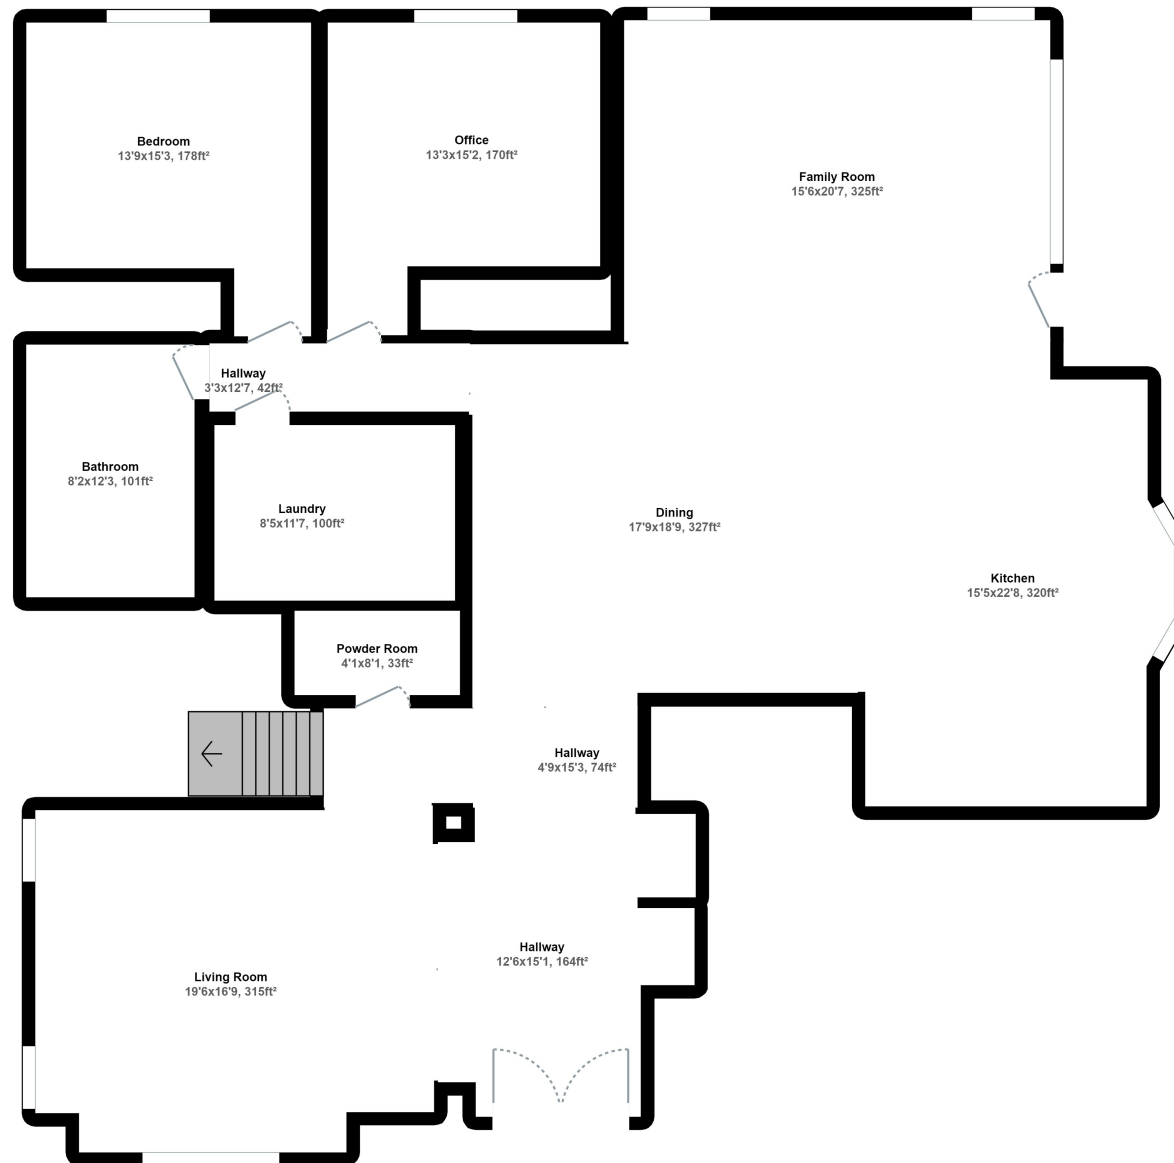 Bedroom
13'9x15'3, 178ft²
Office
13'3x15'2, 170ft²
Family Room
15'6x20'7, 325ft²
Hallway
3'3x12'7, 42ft²
Bathroom
8'2x12'3, 101ft²
Laundry
8'5x11'7, 100ft²
Dining
17'9x18'9, 327ft²
Kitchen
15'5x22'8, 320ft²
Powder Room
4'1x8'1, 33ft²
Hallway
4'9x15'3, 74ft²
Hallway
12'6x15'1, 164ft²
Living Room
19'6x16'9, 315ft²